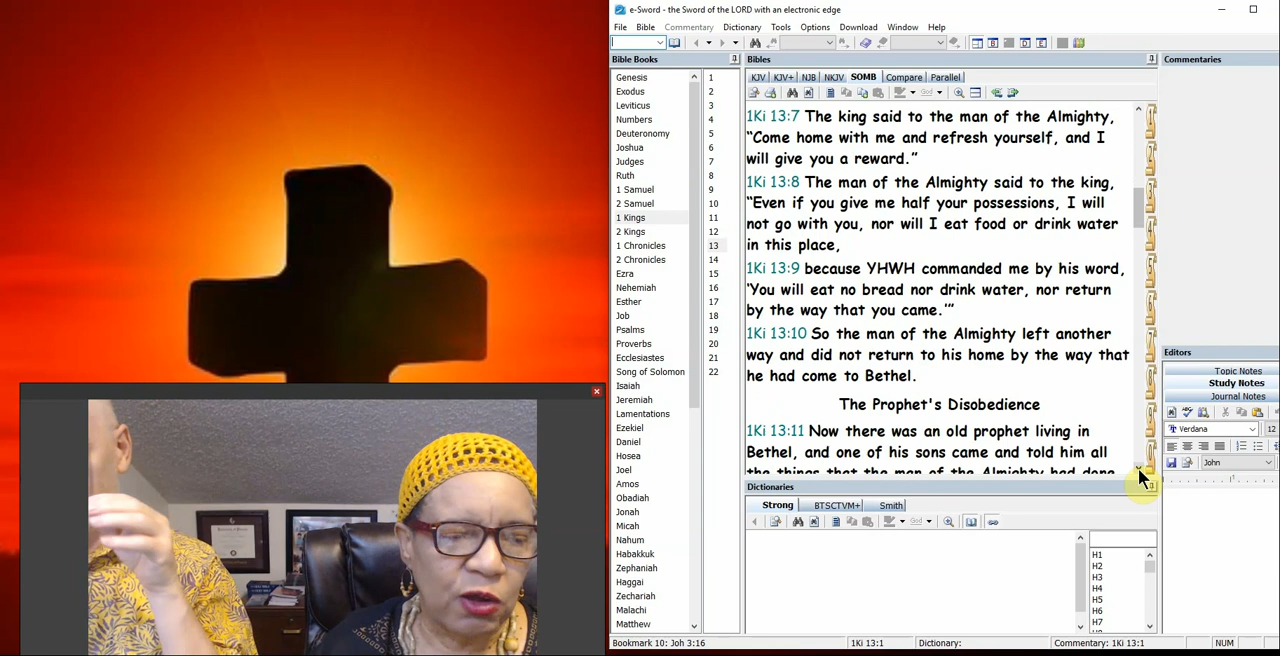 e-Sword - the Sword of the LORD with an electronic edge
File Bible Commentary Dictionary Tools Options Download Window Help
Bible Books
Genesis
Exodus
Leviticus
Numbers
Deuteronomy
Joshua
Judges
Ruth
1 Samuel
2 Samuel
1 Kings
2 Kings
1 Chronicles
2 Chronicles
Ezra
Nehemiah
Esther
Job
Psalms
Proverbs
Ecclesiastes
Song of Solomon
Isaiah
Jeremiah
Lamentations
Ezekiel
Daniel
Hosea
Joel
Amos
Obadiah
Jonah
Micah
Nahum
Habakkuk
Zephaniah
Haggai
Zechariah
Malachi
Matthew
1
2
3
4
5
6
7
8
9
10
11
12
13
14
15
16
17
18
19
20
21
22
Bibles
KJV KJV+ NJB NKJV SOMB Compare Parallel
1Ki 13:7 The king said to the man of the Almighty,
“Come home with me and refresh yourself, and I
will give you a reward.”
1Ki 13:8 The man of the Almighty said to the king,
“Even if you give me half your possessions, I will
not go with you, nor will I eat food or drink water
in this place,
1Ki 13:9 because YHWH commanded me by his word,
‘You will eat no bread nor drink water, nor return
by the way that you came.’”
1Ki 13:10 So the man of the Almighty left another
way and did not return to his home by the way that
he had come to Bethel.
The Prophet's Disobedience
1Ki 13:11 Now there was an old prophet living in
Bethel, and one of his sons came and told him all
the things that the man of the Almighty had done
Dictionaries
Strong BTSCTVM+ Smith
H1
H2
H3
H4
H5
H6
H7
Commentaries
Editors
Topic Notes
Study Notes
Journal Notes
Verdana 12
John
Bookmark 10: Joh 3:16 1Ki 13:1 Dictionary: Commentary: 1Ki 13:1 NUM